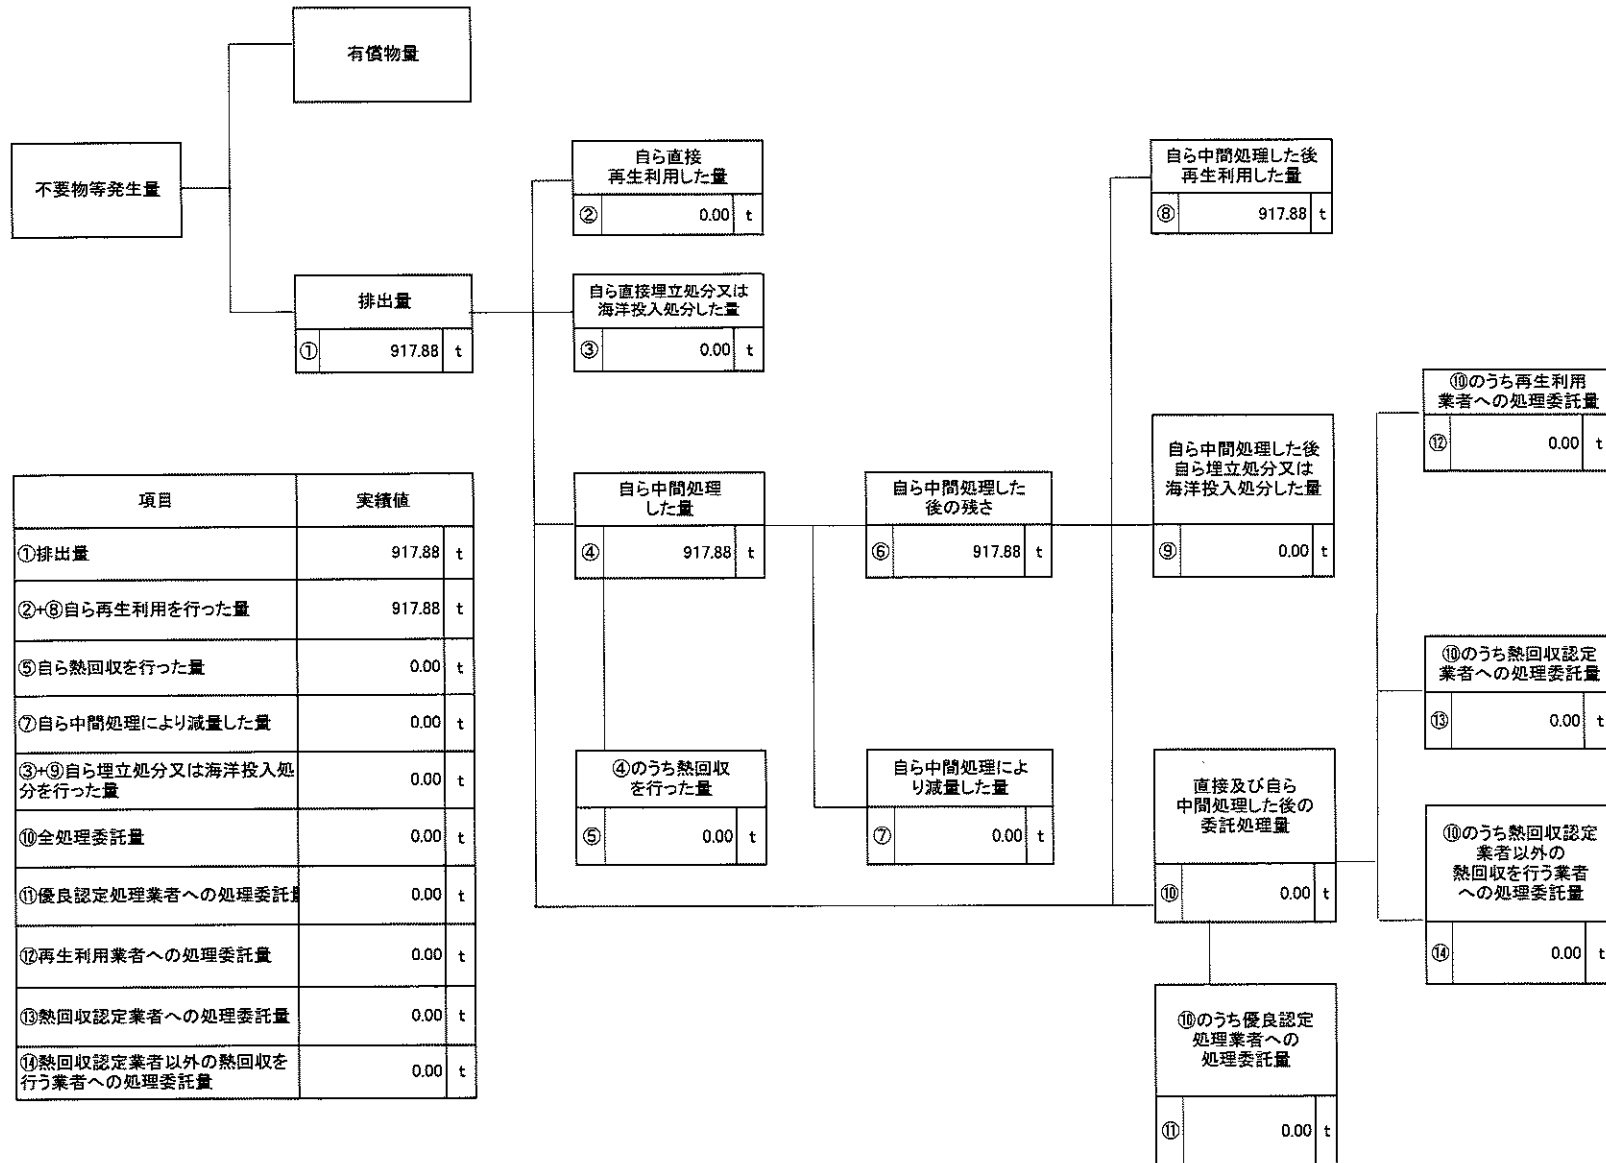 有償物量
不要物等発生量
排出量
① 917.88 t
自ら直接
再生利用した量
② 0.00 t
自ら直接埋立処分又は
海洋投入処分した量
③ 0.00 t
自ら中間処理
した量
④ 917.88 t
④のうち熱回収
を行った量
⑤ 0.00 t
自ら中間処理した
後の残さ
⑥ 917.88 t
自ら中間処理によ
り減量した量
⑦ 0.00 t
自ら中間処理した後
再生利用した量
⑧ 917.88 t
自ら中間処理した後
自ら埋立処分又は
海洋投入処分した量
⑨ 0.00 t
直接及び自ら
中間処理した後の
委託処理量
⑩ 0.00 t
⑩のうち優良認定
処理業者への
処理委託量
⑪ 0.00 t
⑩のうち再生利用
業者への処理委託量
⑫ 0.00 t
⑩のうち熱回収認定
業者への処理委託量
⑬ 0.00 t
⑩のうち熱回収認定
業者以外の
熱回収を行う業者
への処理委託量
⑭ 0.00 t
項目 実績値
①排出量 917.88 t
②+⑧自ら再生利用を行った量 917.88 t
⑤自ら熱回収を行った量 0.00 t
⑦自ら中間処理により減量した量 0.00 t
③+⑨自ら埋立処分又は海洋投入処
分を行った量 0.00 t
⑩全処理委託量 0.00 t
⑪優良認定処理業者への処理委託量 0.00 t
⑫再生利用業者への処理委託量 0.00 t
⑬熱回収認定業者への処理委託量 0.00 t
⑭熱回収認定業者以外の熱回収を
行う業者への処理委託量 0.00 t